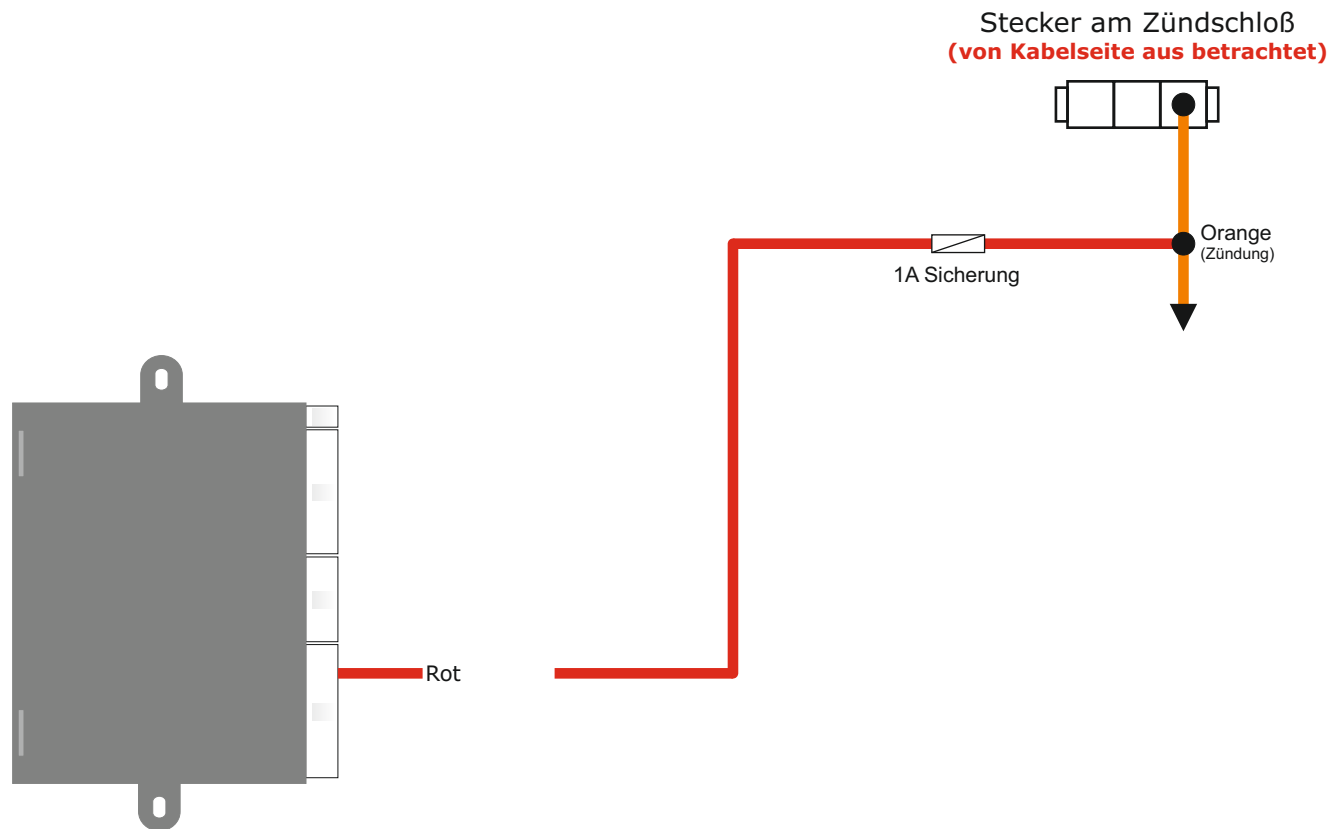 Stecker am Zündschloß
(von Kabelseite aus betrachtet)
Orange
(Zündung)
1A Sicherung
Rot